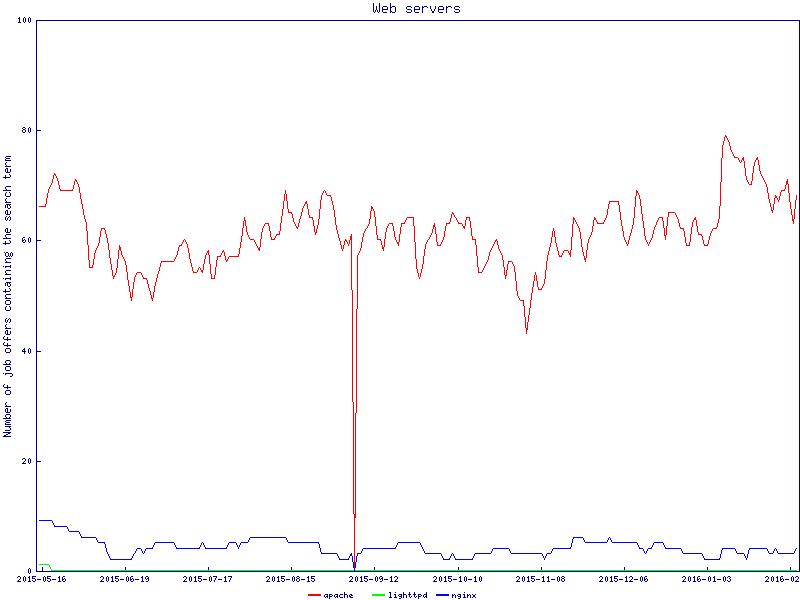 Web servers
100
80
60
40
20
0
Number of job offers containing the search term
2015-05-16 2015-06-19 2015-07-17 2015-08-15 2015-09-12 2015-10-10 2015-11-08 2015-12-06 2016-01-03 2016-02
apache lighttpd nginx